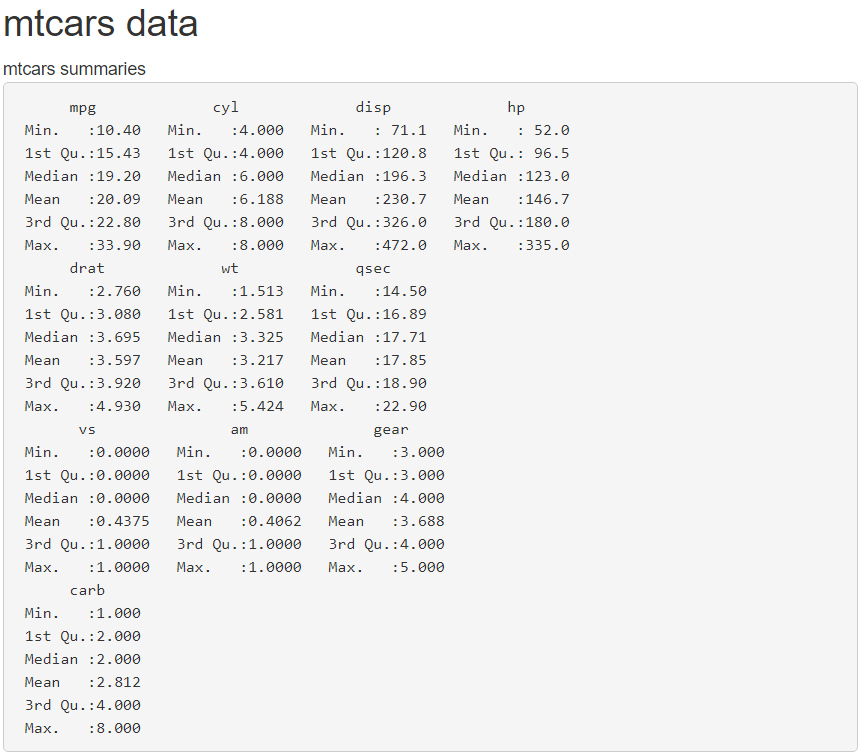 mtcars data
mtcars summaries
     mpg             cyl             disp             hp
Min.   :10.40   Min.   :4.000   Min.   : 71.1   Min.   : 52.0
1st Qu.:15.43   1st Qu.:4.000   1st Qu.:120.8   1st Qu.: 96.5
Median :19.20   Median :6.000   Median :196.3   Median :123.0
Mean   :20.09   Mean   :6.188   Mean   :230.7   Mean   :146.7
3rd Qu.:22.80   3rd Qu.:8.000   3rd Qu.:326.0   3rd Qu.:180.0
Max.   :33.90   Max.   :8.000   Max.   :472.0   Max.   :335.0
     drat             wt             qsec
Min.   :2.760   Min.   :1.513   Min.   :14.50
1st Qu.:3.080   1st Qu.:2.581   1st Qu.:16.89
Median :3.695   Median :3.325   Median :17.71
Mean   :3.597   Mean   :3.217   Mean   :17.85
3rd Qu.:3.920   3rd Qu.:3.610   3rd Qu.:18.90
Max.   :4.930   Max.   :5.424   Max.   :22.90
      vs               am              gear
Min.   :0.0000   Min.   :0.0000   Min.   :3.000
1st Qu.:0.0000   1st Qu.:0.0000   1st Qu.:3.000
Median :0.0000   Median :0.0000   Median :4.000
Mean   :0.4375   Mean   :0.4062   Mean   :3.688
3rd Qu.:1.0000   3rd Qu.:1.0000   3rd Qu.:4.000
Max.   :1.0000   Max.   :1.0000   Max.   :5.000
     carb
Min.   :1.000
1st Qu.:2.000
Median :2.000
Mean   :2.812
3rd Qu.:4.000
Max.   :8.000